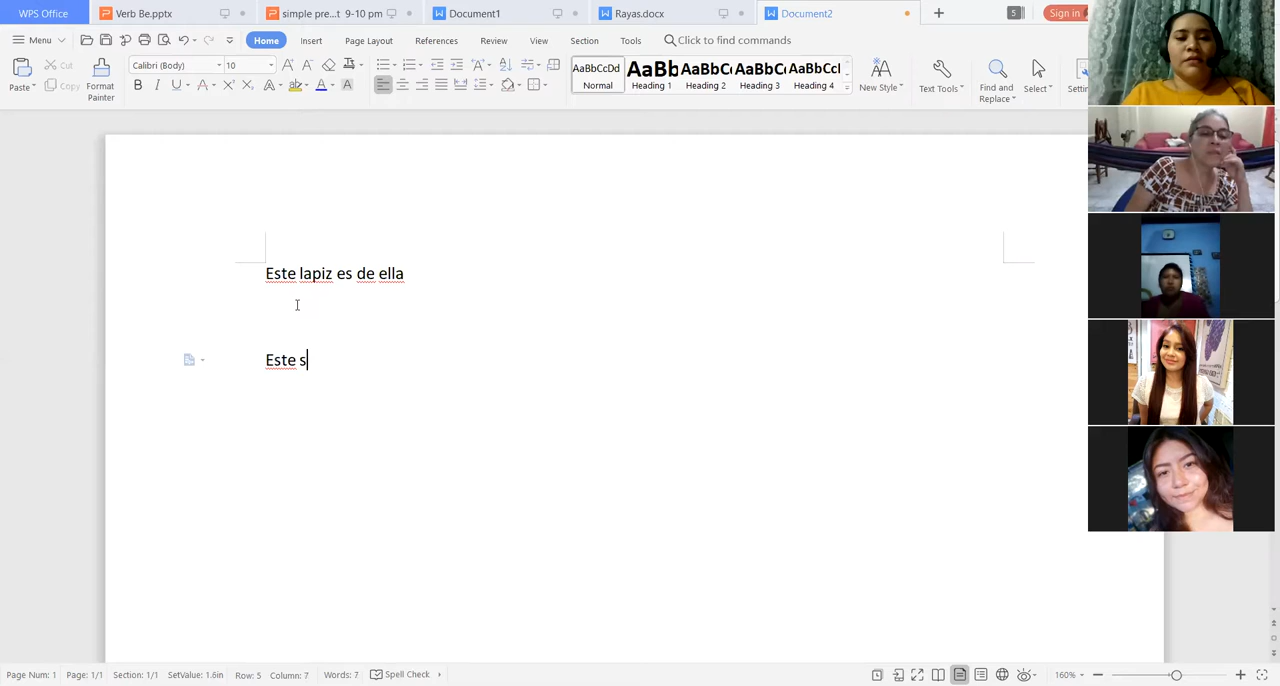 WPS Office Verb Be.pptx simple pre...t 9-10 pm Document1 Rayas.docx Document2 5 Sign in
Menu Home Insert Page Layout References Review View Section Tools Click to find commands
Paste Cut Copy Format Painter Calibri (Body) 10 AaBbCcDd Normal AaBb Heading 1 AaBbC Heading 2 AaBbC Heading 3 AaBbCcI Heading 4 New Style Text Tools Find and Replace Select
Este lapiz es de ella
Este s
Page Num: 1 Page: 1/1 Section: 1/1 SetValue: 1.6in Row: 5 Column: 7 Words: 7 Spell Check 160%